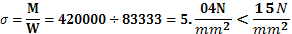 σ = M/W = 420000 ÷ 83333 = 5. 04N/mm² < 15N/mm²